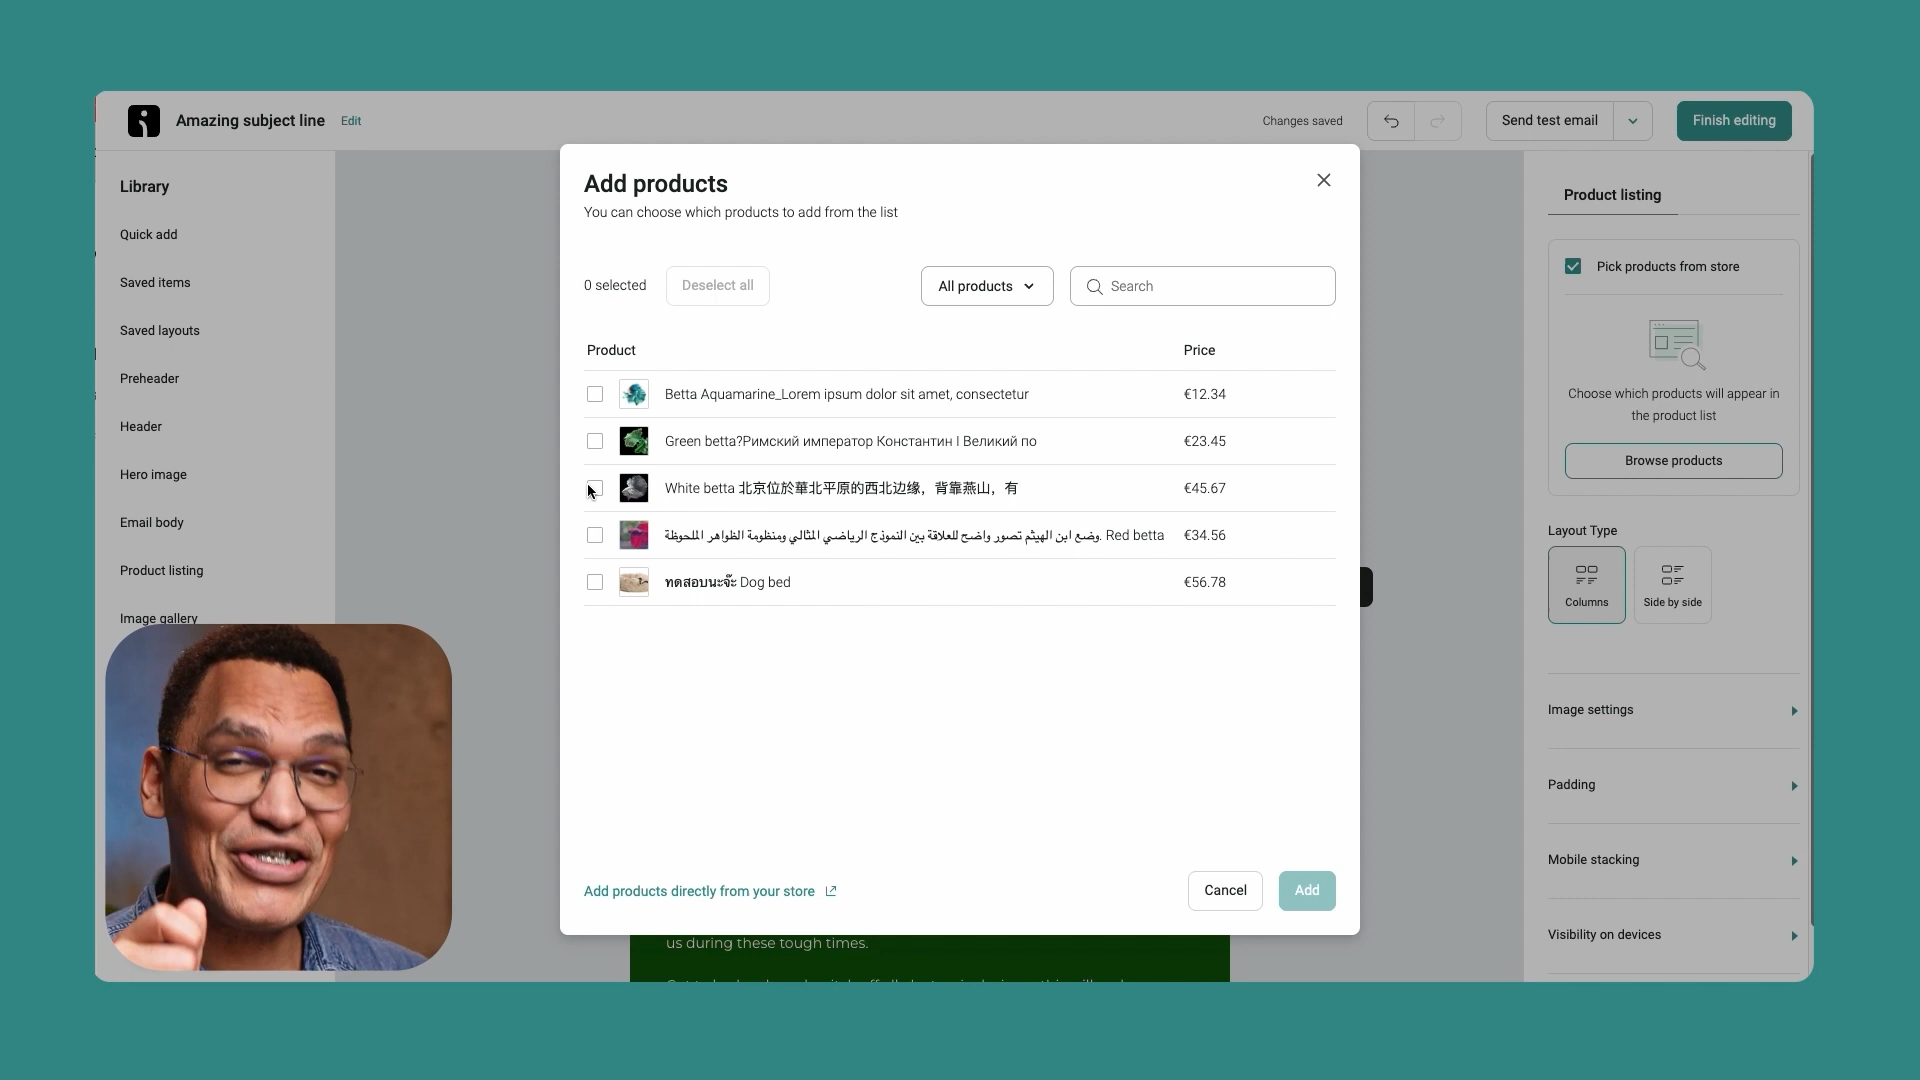 Amazing subject line Edit
Changes saved
Send test email
Finish editing
Library
Quick add
Saved items
Saved layouts
Preheader
Header
Hero image
Email body
Product listing
Image gallery
Add products
You can choose which products to add from the list
0 selected Deselect all All products Search
Product Price
Betta Aquamarine_Lorem ipsum dolor sit amet, consectetur €12.34
Green betta?Римский император Константин I Великий по €23.45
White betta 北京位於華北平原的西北边缘，背靠燕山，有 €45.67
وضع ابن الهيثم تصور واضح للعلاقة بين النموذج الرياضي المثالي ومنظومة الظواهر الملحوظة. Red betta €34.56
ทดสอบนะจ๊ะ Dog bed €56.78
Add products directly from your store
Cancel Add
us during these tough times.
Product listing
Pick products from store
Choose which products will appear in
the product list
Browse products
Layout Type
Columns Side by side
Image settings
Padding
Mobile stacking
Visibility on devices